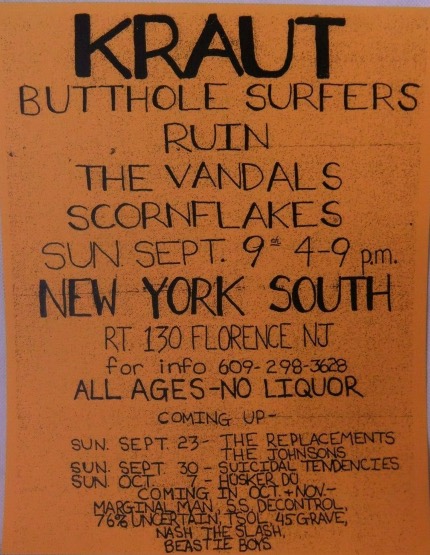 KRAUT
BUTTHOLE SURFERS
RUIN
THE VANDALS
SCORNFLAKES
SUN. SEPT. 9st 4-9 p.m.
NEW YORK SOUTH
RT. 130 FLORENCE NJ
for info 609-298-3628
ALL AGES-NO LIQUOR
COMING UP-
SUN. SEPT. 23- THE REPLACEMENTS
THE JOHNSONS
SUN. SEPT. 30- SUICIDAL TENDENCIES
SUN OCT. 7- HÜSKER DÜ
COMING IN OCT.+NOV.-
MARGINAL MAN, S.S. DECONTROL,
76% UNCERTAIN, TSOL, 45 GRAVE,
NASH THE SLASH,
BEASTIE BOYS